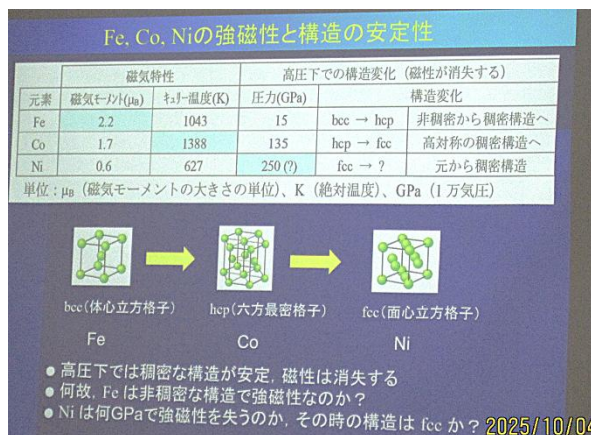 Fe, Co, Niの強磁性と構造の安定性
磁気特性 高圧下での構造変化（磁性が消失する）
元素 磁気ﾓｰﾒﾝﾄ(μB) ｷｭﾘｰ温度(K) 圧力(GPa) 構造変化
Fe 2.2 1043 15 bcc → hcp 非稠密から稠密構造へ
Co 1.7 1388 135 hcp → fcc 高対称の稠密構造へ
Ni 0.6 627 250 (?) fcc → ? 元から稠密構造
単位：μB（磁気モーメントの大きさの単位）、K（絶対温度）、GPa（1 万気圧）
bcc（体心立方格子） hcp（六方最密格子） fcc（面心立方格子）
Fe Co Ni
● 高圧下では稠密な構造が安定，磁性は消失する
● 何故，Feは非稠密な構造で強磁性なのか？
● Niは何GPaで強磁性を失うのか，その時の構造は fcc か？
2025/10/04